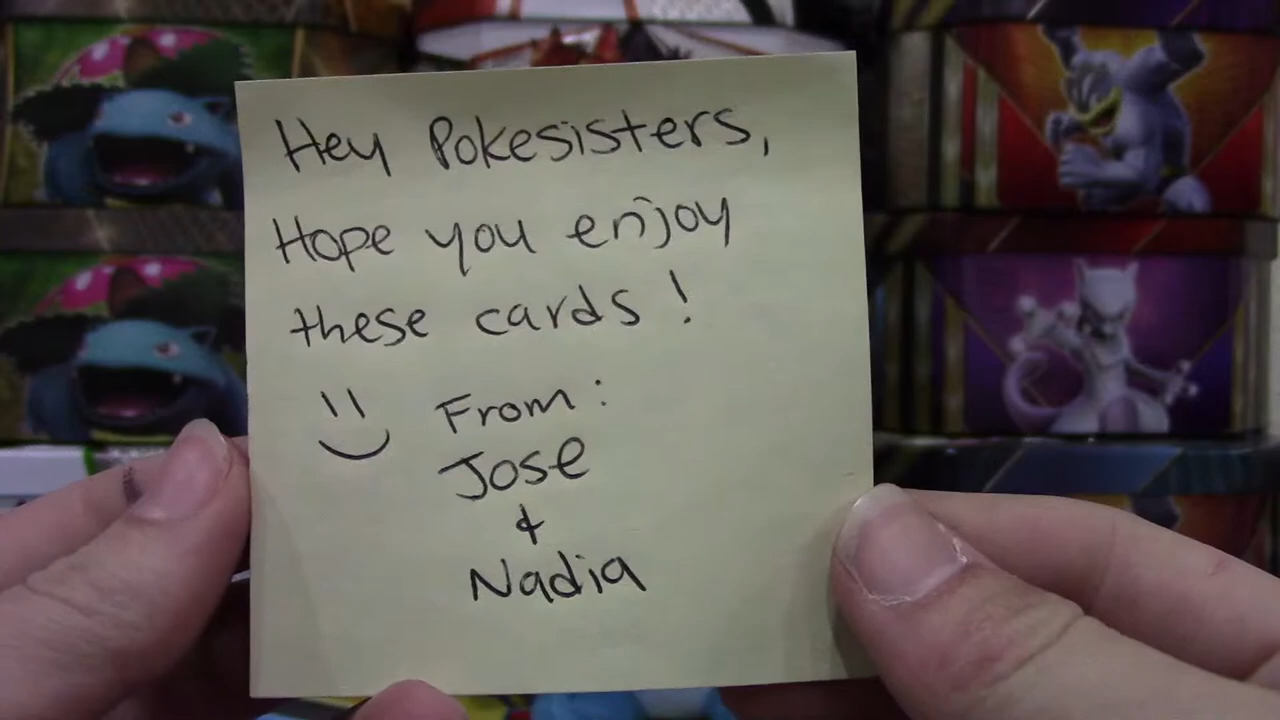 Hey Pokesisters,
Hope you enjoy
these cards!
From:
Jose
&
Nadia